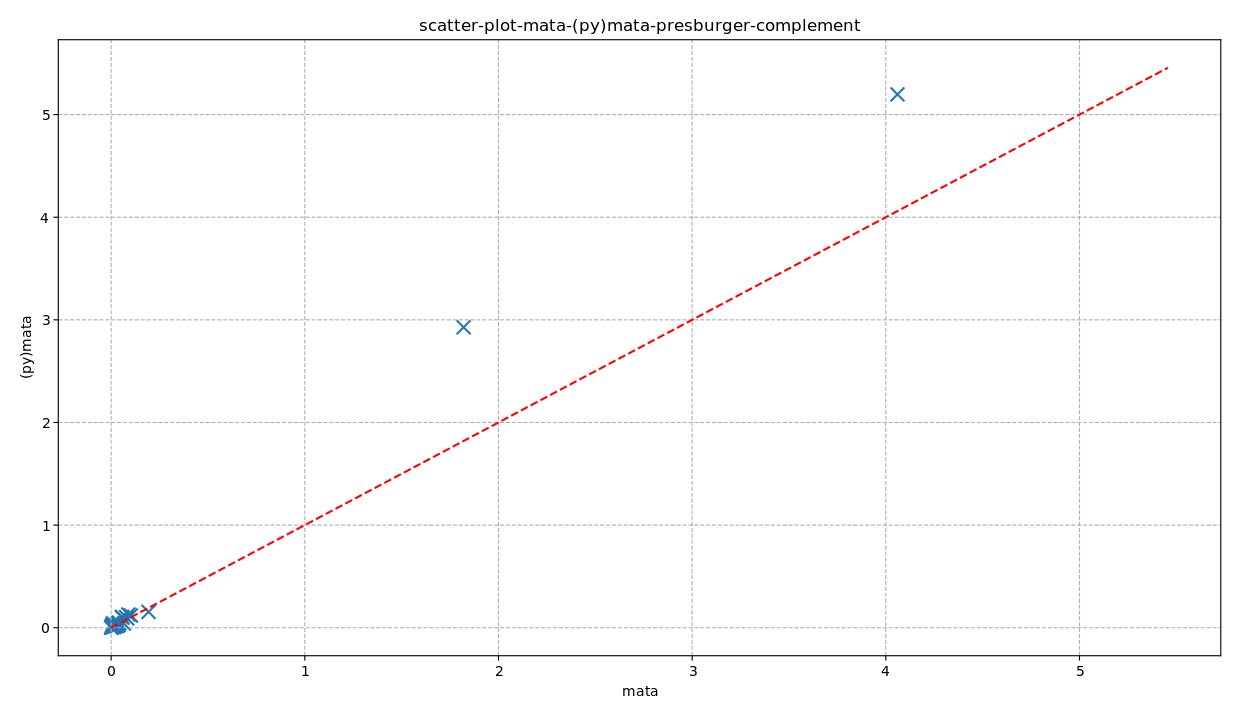 scatter-plot-mata-(py)mata-presburger-complement
5
4
3
2
1
0
(py)mata
0 1 2 3 4 5
mata